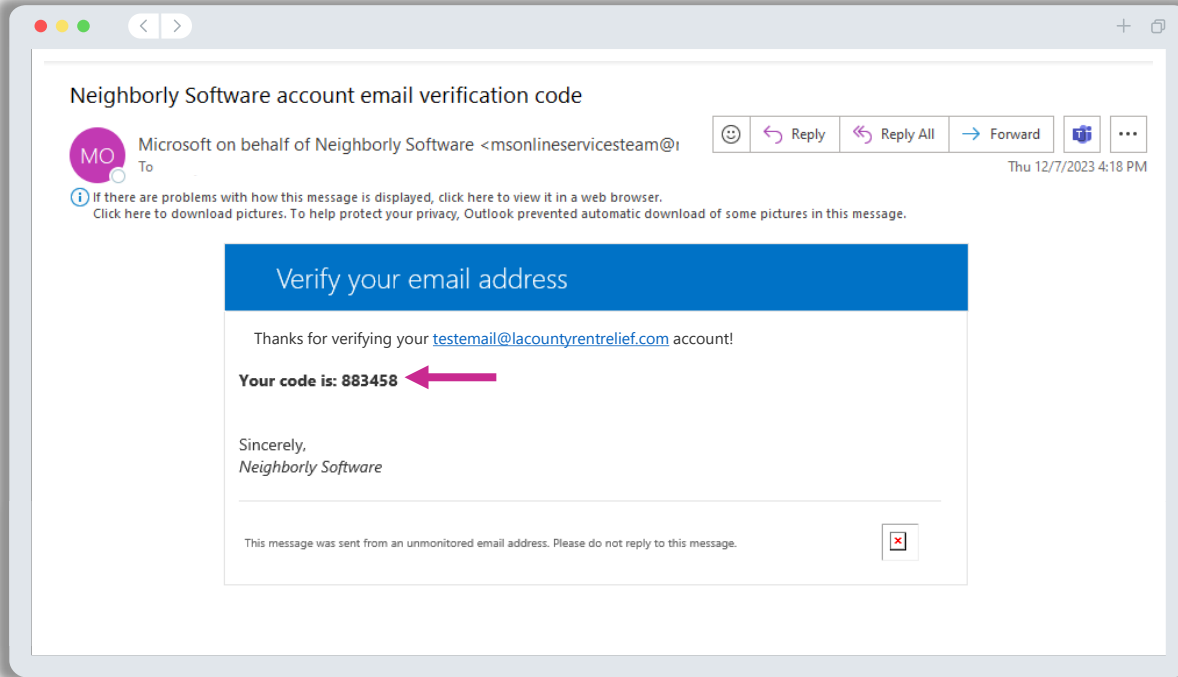 Neighborly Software account email verification code
MO
Microsoft on behalf of Neighborly Software <msonlineservicesteam@
Reply
Reply All
Forward
To
Thu 12/7/2023 4:18 PM
If there are problems with how this message is displayed, click here to view it in a web browser.
Click here to download pictures. To help protect your privacy, Outlook prevented automatic download of some pictures in this message.
Verify your email address
Thanks for verifying your testemail@lacountyrentrelief.com account!
Your code is: 883458
Sincerely,
Neighborly Software
This message was sent from an unmonitored email address. Please do not reply to this message.